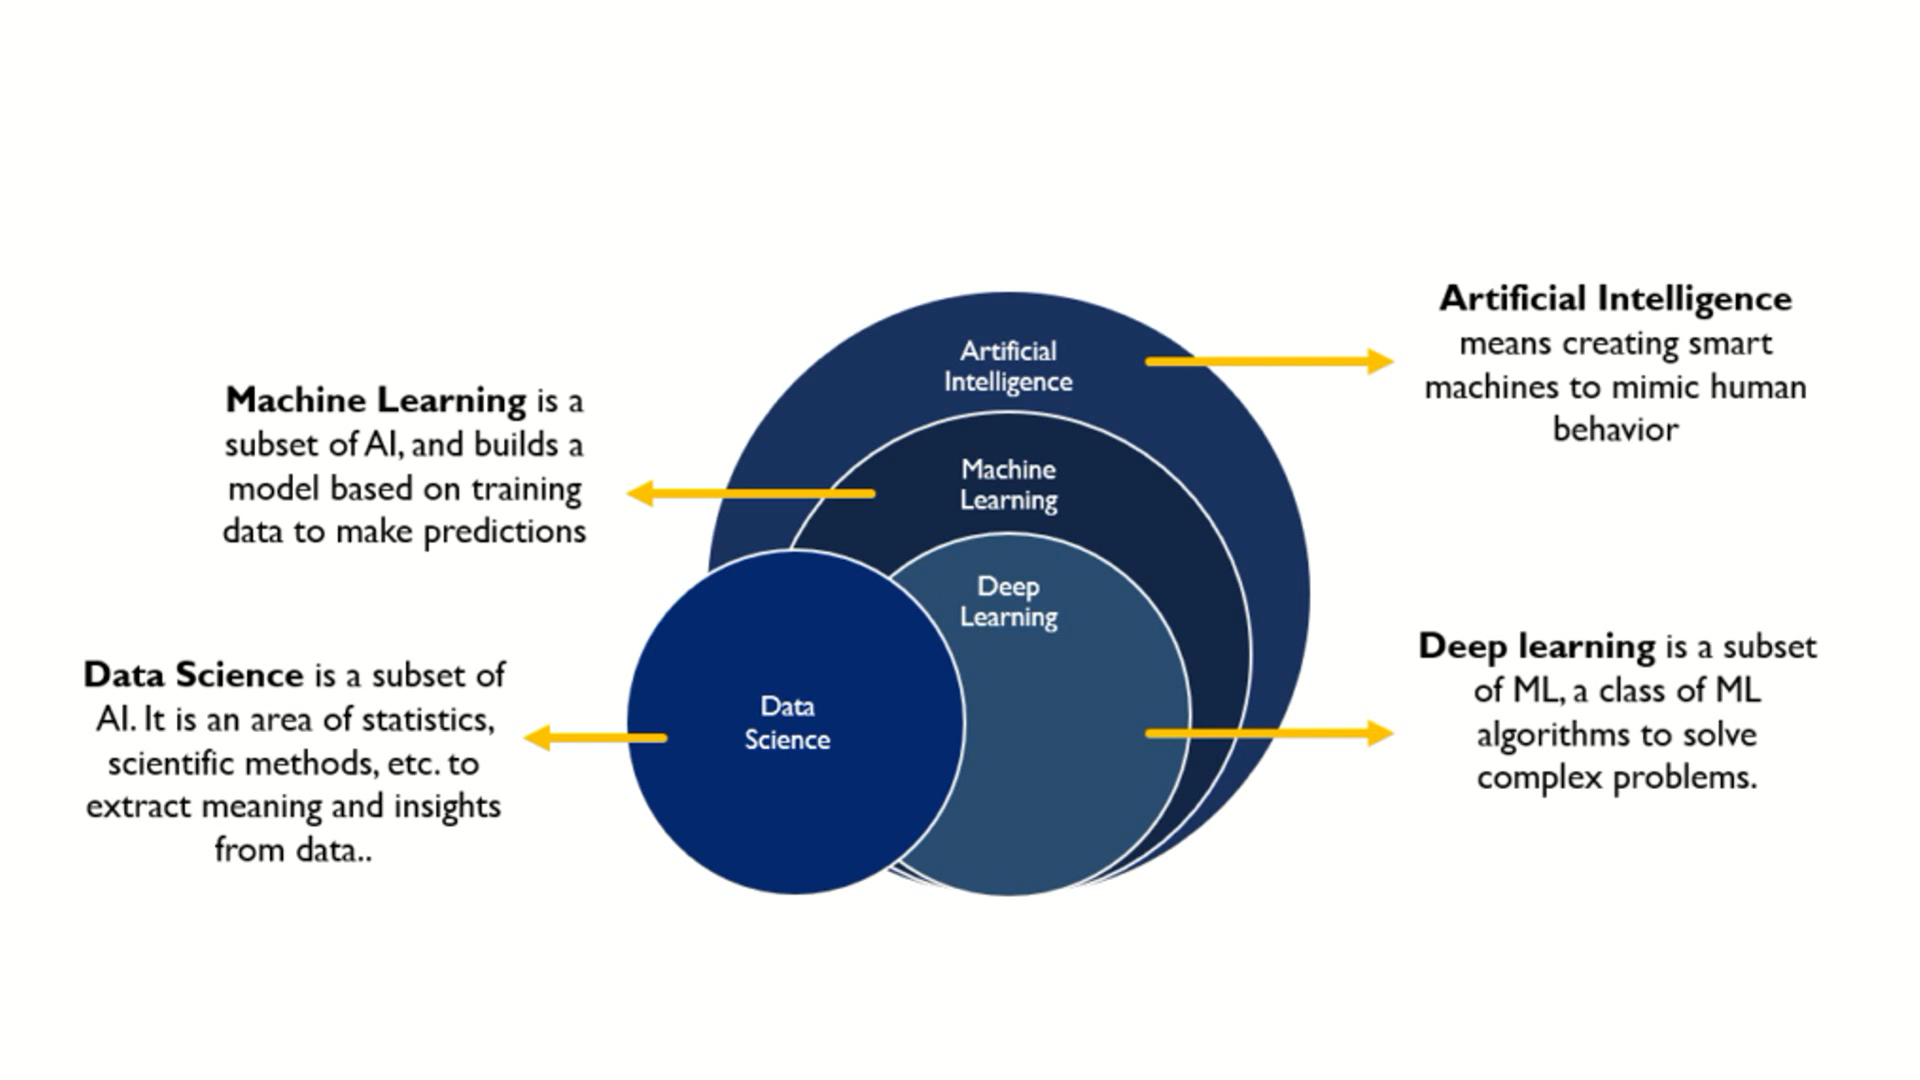 Artificial Intelligence
means creating smart
machines to mimic human
behavior
Artificial
Intelligence
Machine Learning is a
subset of AI, and builds a
model based on training
data to make predictions
Machine
Learning
Deep
Learning
Deep learning is a subset
of ML, a class of ML
algorithms to solve
complex problems.
Data Science is a subset of
AI. It is an area of statistics,
scientific methods, etc. to
extract meaning and insights
from data..
Data
Science